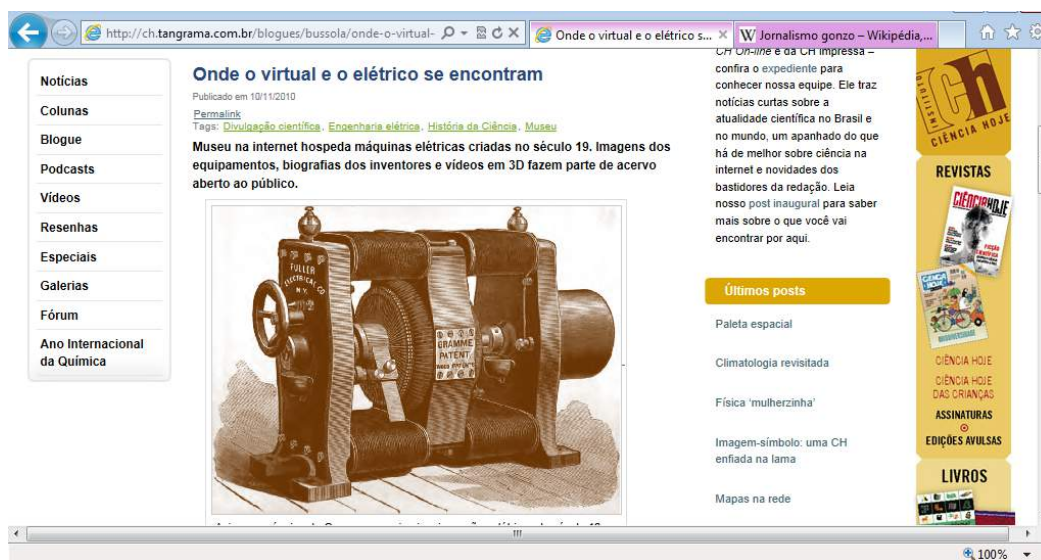 http://ch.tangrama.com.br/blogues/bussola/onde-o-virtual-
Onde o virtual e o elétrico s...
W Jornalismo gonzo – Wikipédia,...
Notícias
Colunas
Blogue
Podcasts
Vídeos
Resenhas
Especiais
Galerias
Fórum
Ano Internacional
da Química
Onde o virtual e o elétrico se encontram
Publicado em 10/11/2010
Permalink
Tags: Divulgação científica, Engenharia elétrica, História da Ciência, Museu
Museu na internet hospeda máquinas elétricas criadas no século 19. Imagens dos
equipamentos, biografias dos inventores e vídeos em 3D fazem parte de acervo
aberto ao público.
FULLER
ELECTRICAL CO
N.Y.
GRAMME
PATENT
CH On-line e da CH impressa –
confira o expediente para
conhecer nossa equipe. Ele traz
notícias curtas sobre a
atualidade científica no Brasil e
no mundo, um apanhado do que
há de melhor sobre ciência na
internet e novidades dos
bastidores da redação. Leia
nosso post inaugural para saber
mais sobre o que você vai
encontrar por aqui.
Últimos posts
Paleta espacial
Climatologia revisitada
Física ‘mulherzinha’
Imagem-símbolo: uma CH
enfiada na lama
Mapas na rede
INSTITUTO
Ch
CIÊNCIA HOJE
REVISTAS
CIÊNCIAHOJE
CIÊNCIA HOJE
CIÊNCIA HOJE
DAS CRIANÇAS
ASSINATURAS
EDIÇÕES AVULSAS
LIVROS
100%